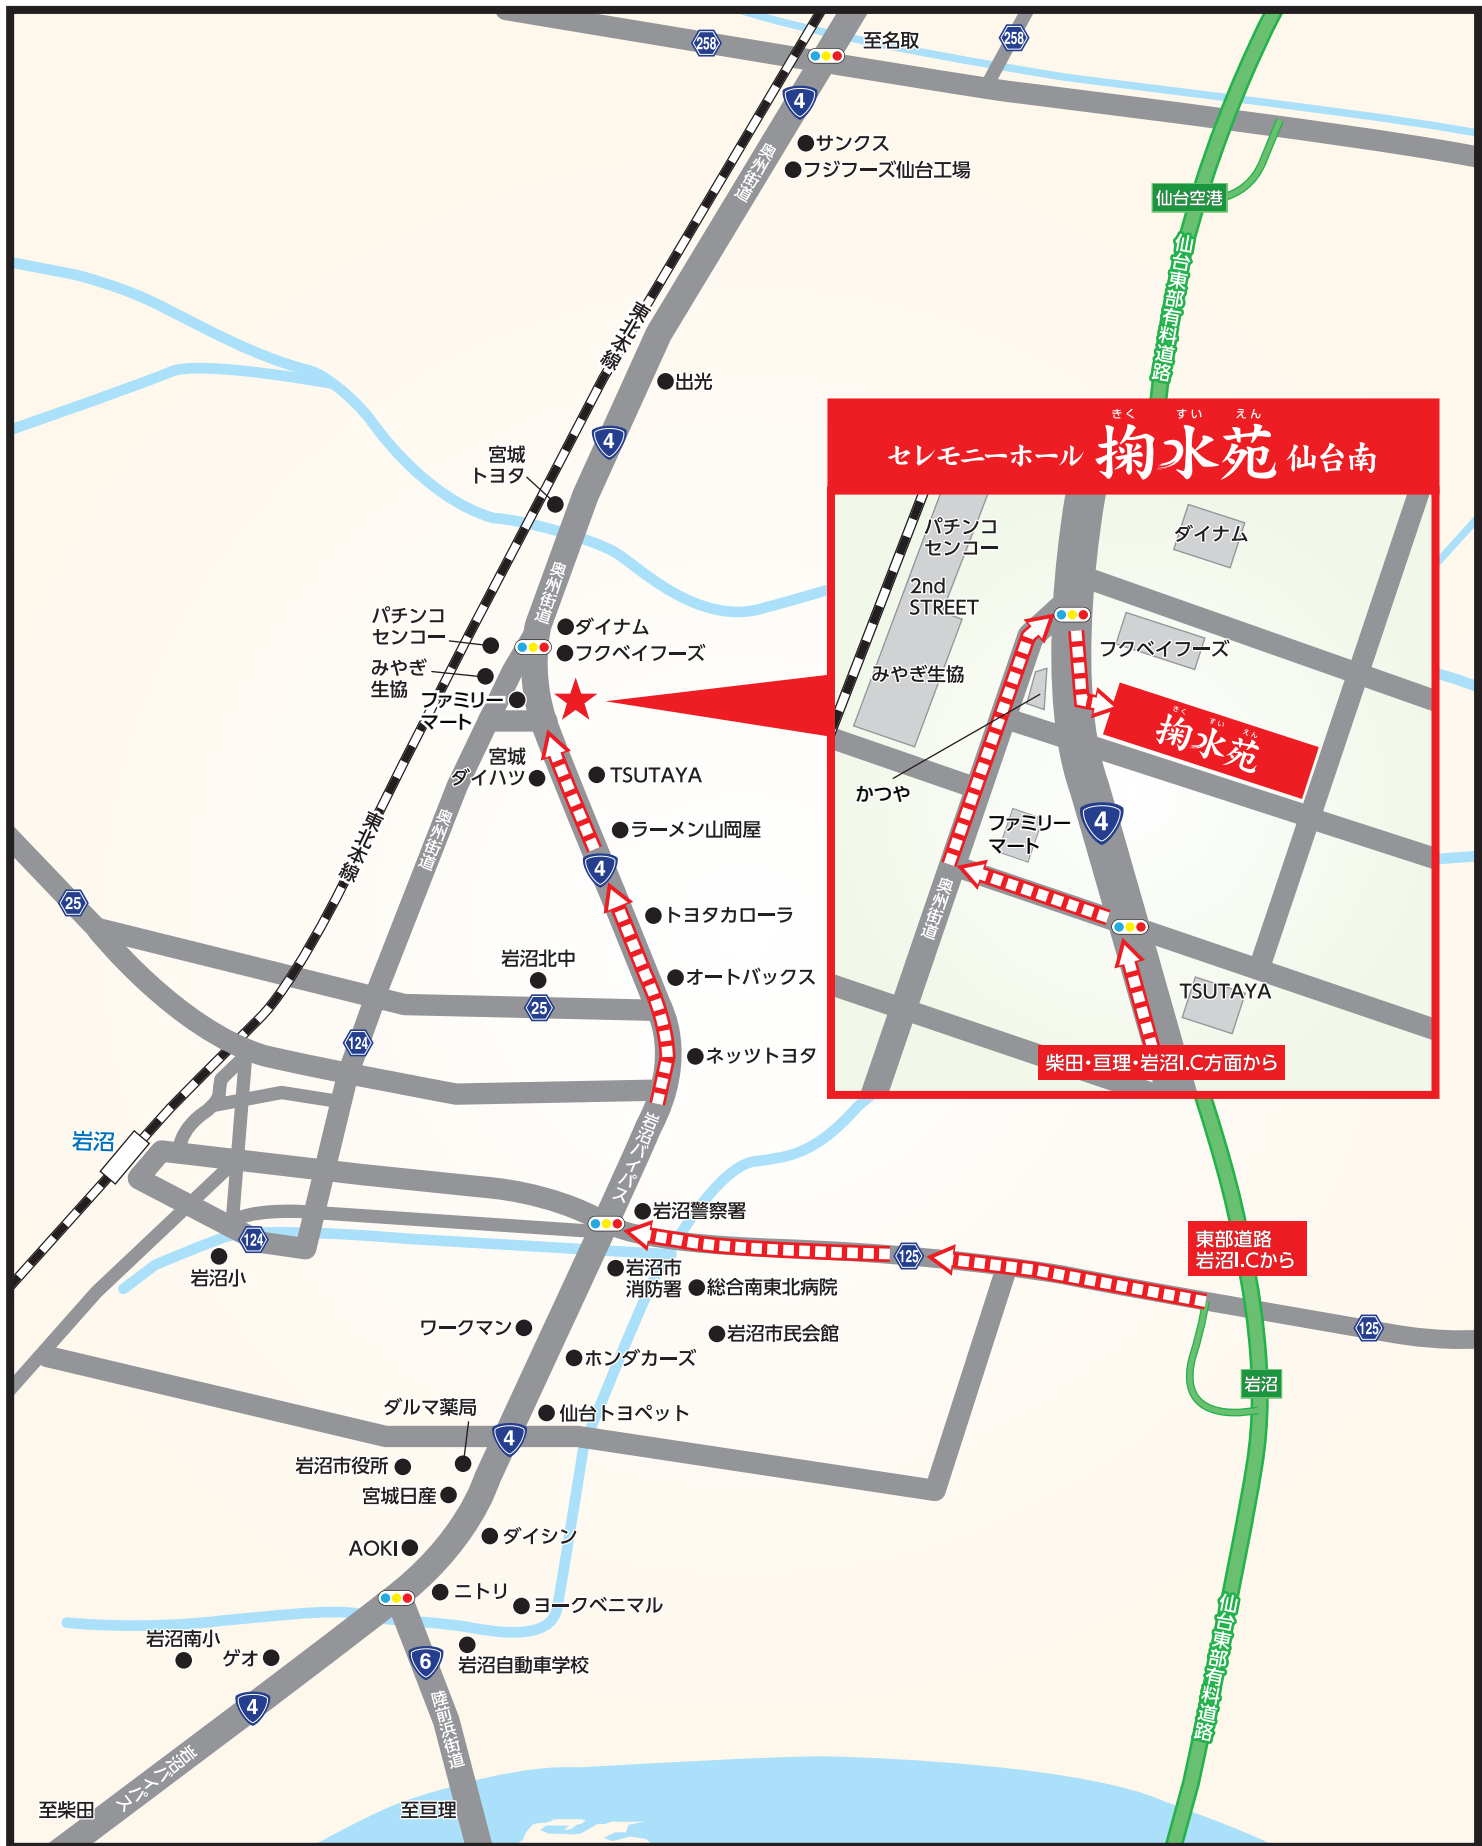 258
至名取
258
4
サンクス
フジフーズ仙台工場
奥州街道
仙台空港
仙台東部有料道路
東北本線
出光
4
宮城
トヨタ
奥州街道
パチンコ
センコー
ダイナム
フクベイフーズ
みやぎ
生協
ファミリー
マート
宮城
ダイハツ
TSUTAYA
ラーメン山岡屋
奥州街道
東北本線
4
25
トヨタカローラ
岩沼北中
25
オートバックス
124
ネッツトヨタ
岩沼バイパス
岩沼
岩沼警察署
124
岩沼小
125
岩沼市
消防署
総合南東北病院
東部道路
岩沼I.Cから
125
ワークマン
岩沼市民会館
ホンダカーズ
岩沼
ダルマ薬局
仙台トヨペット
4
岩沼市役所
宮城日産
ダイシン
AOKI
ニトリ
ヨークベニマル
岩沼南小
ゲオ
6
岩沼自動車学校
4
陸前浜街道
仙台東部有料道路
岩沼バイパス
至柴田
至亘理
きく すい えん
セレモニーホール 掬水苑 仙台南
パチンコ
センコー
ダイナム
2nd
STREET
みやぎ生協
フクベイフーズ
きく すい えん
掬水苑
かつや
ファミリー
マート
4
奥州街道
TSUTAYA
柴田・亘理・岩沼I.C方面から